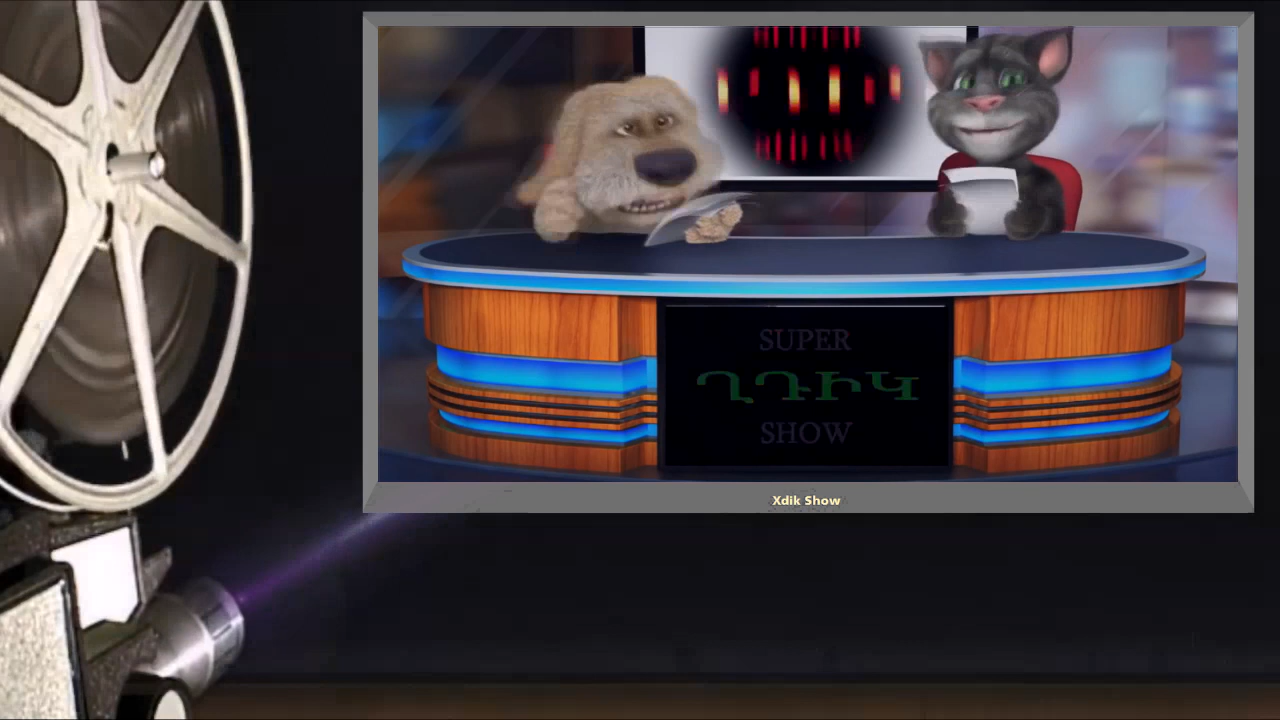 SUPER
ՂԴԻԿ
SHOW
Xdik Show